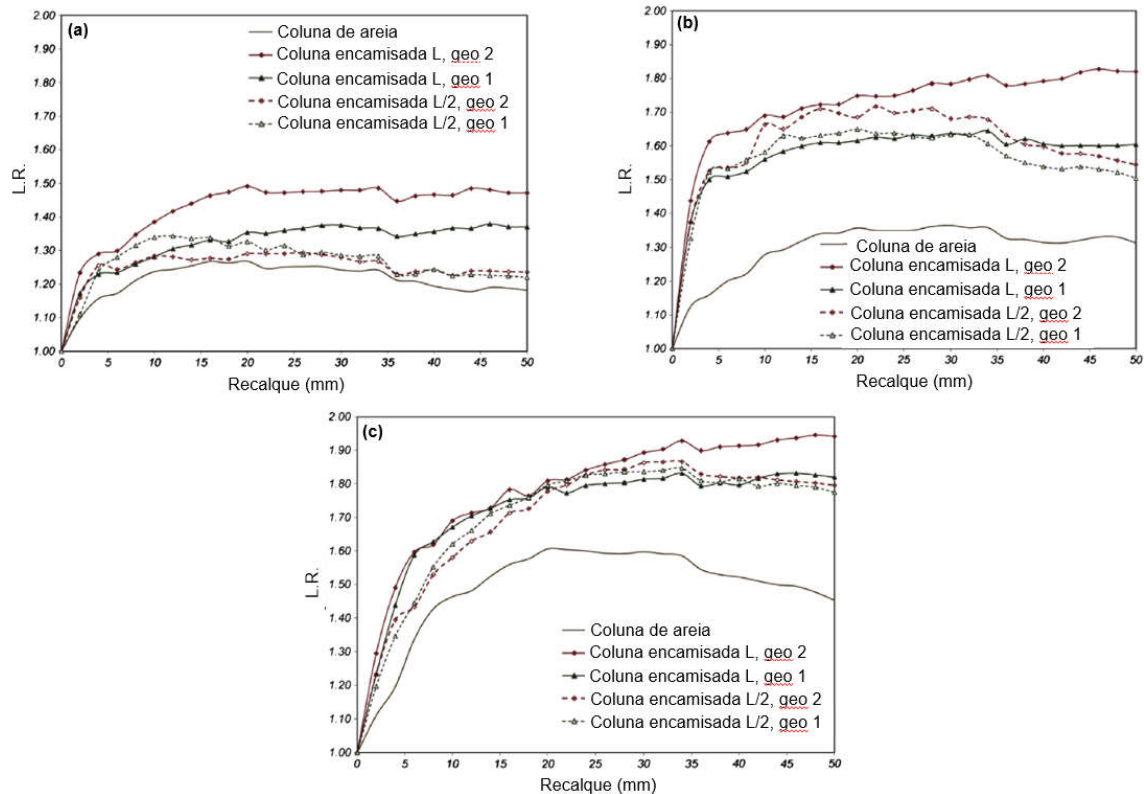 (a)
Coluna de areia
Coluna encamisada L, geo 2
Coluna encamisada L, geo 1
Coluna encamisada L/2, geo 2
Coluna encamisada L/2, geo 1
L.R.
2.00
1.90
1.80
1.70
1.60
1.50
1.40
1.30
1.20
1.10
1.00
0 5 10 15 20 25 30 35 40 45 50
Recalque (mm)
(b)
L.R.
2.00
1.90
1.80
1.70
1.60
1.50
1.40
1.30
1.20
1.10
1.00
Coluna de areia
Coluna encamisada L, geo 2
Coluna encamisada L, geo 1
Coluna encamisada L/2, geo 2
Coluna encamisada L/2, geo 1
0 5 10 15 20 25 30 35 40 45 50
Recalque (mm)
(c)
L.R.
2.00
1.90
1.80
1.70
1.60
1.50
1.40
1.30
1.20
1.10
1.00
Coluna de areia
Coluna encamisada L, geo 2
Coluna encamisada L, geo 1
Coluna encamisada L/2, geo 2
Coluna encamisada L/2, geo 1
0 5 10 15 20 25 30 35 40 45 50
Recalque (mm)